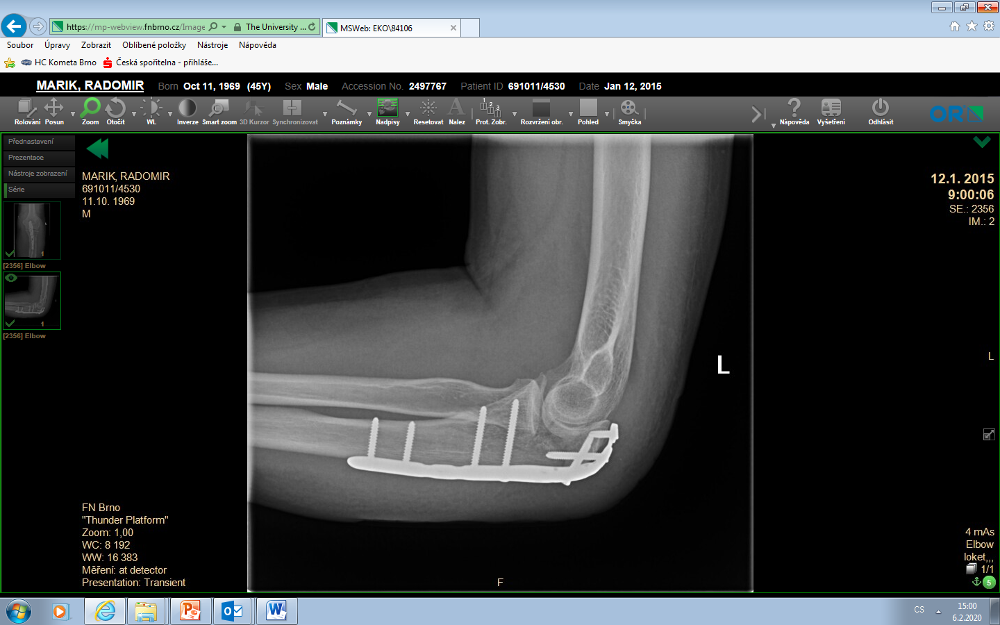 https://mp-webview.fnbrno.cz/Image
The University ...
MSWeb: EKO\84106
Soubor Úpravy Zobrazit Oblíbené položky Nástroje Nápověda
HC Kometa Brno Česká spořitelna - přihláše...
MARIK, RADOMIR Born Oct 11, 1969 (45Y) Sex Male Accession No. 2497767 Patient ID 691011/4530 Date Jan 12, 2015
Rolování Posun Zoom Otočit WL Inverze Smart zoom 3D Kurzor Synchronizovat Poznámky Nadpisy Resetovat Nalez Prot. Zobr. Rozvržení obr. Pohled Smyčka Nápověda Vyšetření Odhlásit
Přednastavení
Prezentace
Nástroje zobrazení
Série
1
[2356] Elbow
1
[2356] Elbow
MARIK, RADOMIR
691011/4530
11.10. 1969
M
12.1. 2015
9:00:06
SE.: 2356
IM.: 2
L
L
FN Brno
"Thunder Platform"
Zoom: 1,00
WC: 8 192
WW: 16 383
Měření: at detector
Presentation: Transient
F
4 mAs
Elbow
loket,,,
1/1
5
CS
15:00
6.2.2020